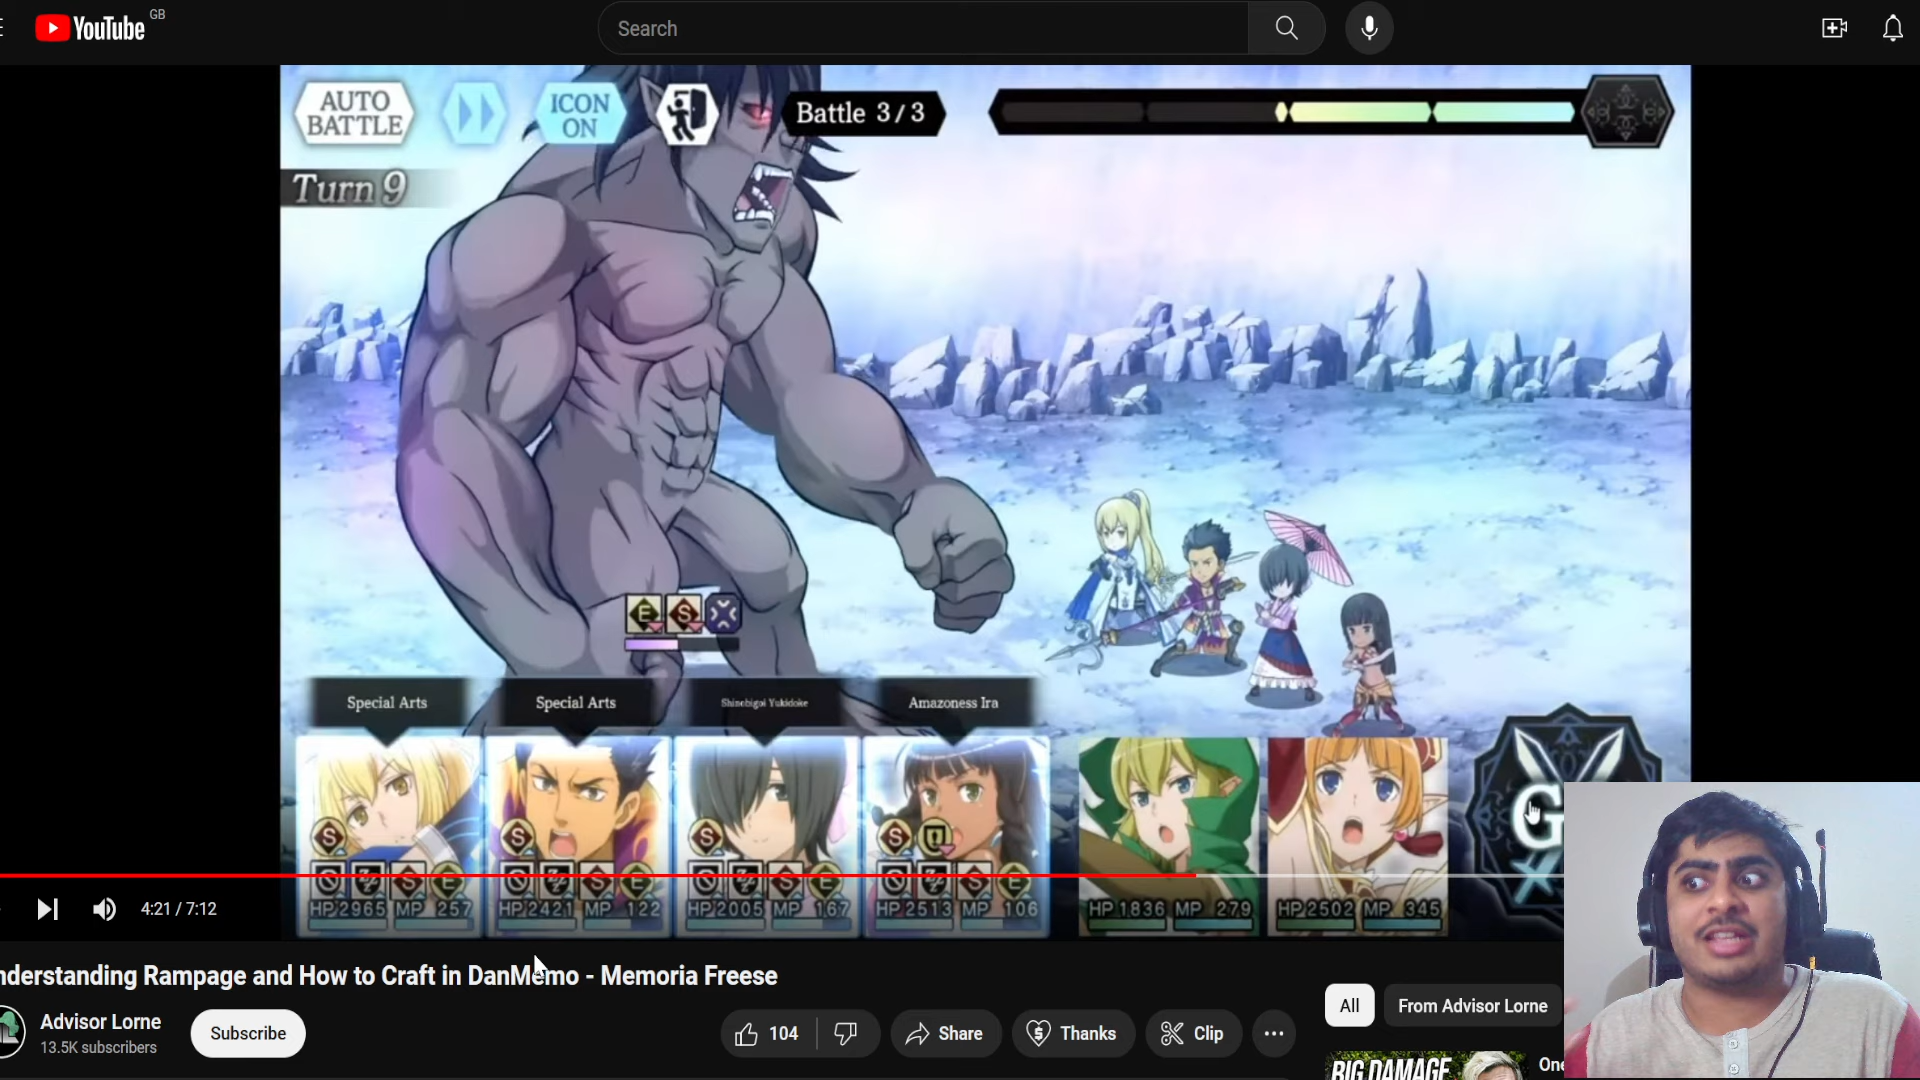 YouTube GB
Search
AUTO BATTLE
ICON ON
Battle 3/3
Turn 9
E S
Special Arts
Special Arts
Shinobigoi Yukidoke
Amazoness Ira
S
S
S
S
S E
S E
S E
S E
HP 2965 MP 257
HP 2421 MP 122
HP 2005 MP 167
HP 2513 MP 106
HP 1836 MP 279
HP 2502 MP 345
G
4:21 / 7:12
nderstanding Rampage and How to Craft in DanMemo - Memoria Freese
Advisor Lorne
13.5K subscribers
Subscribe
104
Share
Thanks
Clip
All
From Advisor Lorne
BIG DAMAGE
One